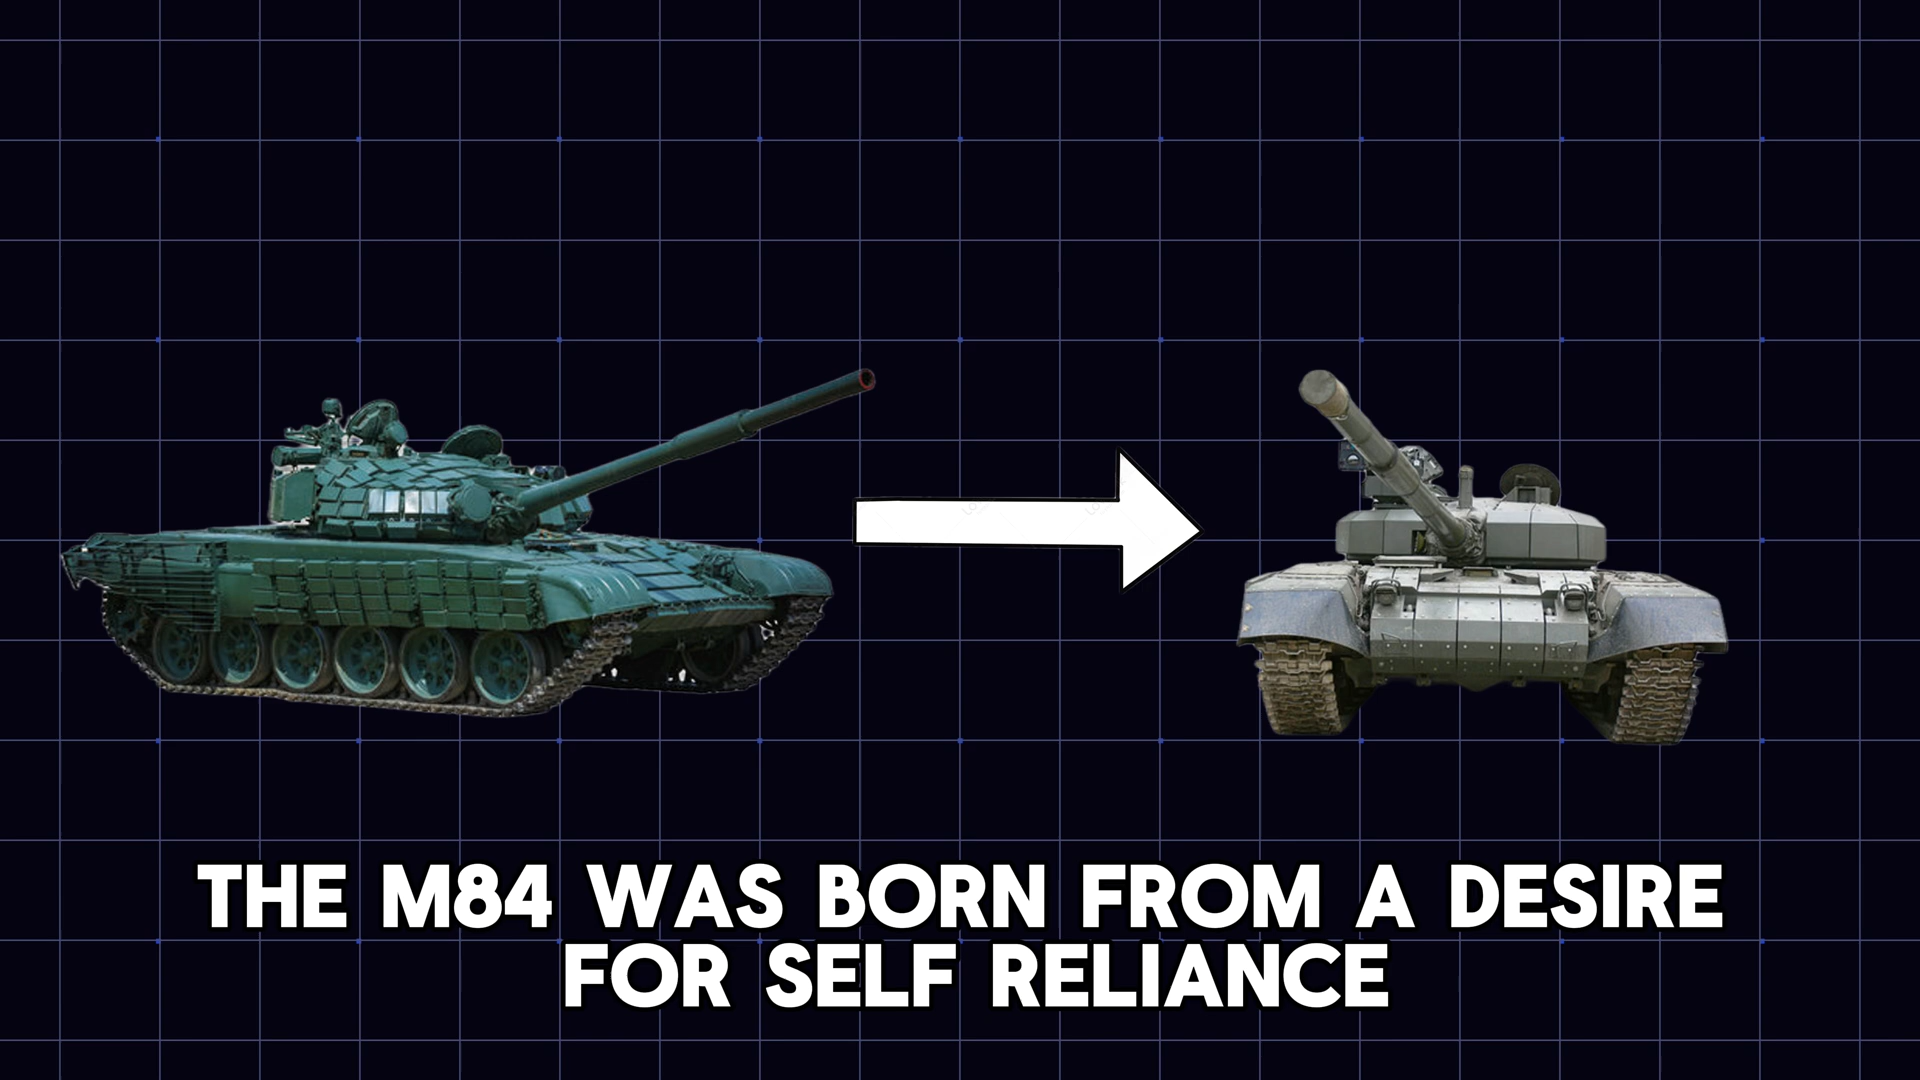 THE M84 WAS BORN FROM A DESIRE
FOR SELF RELIANCE